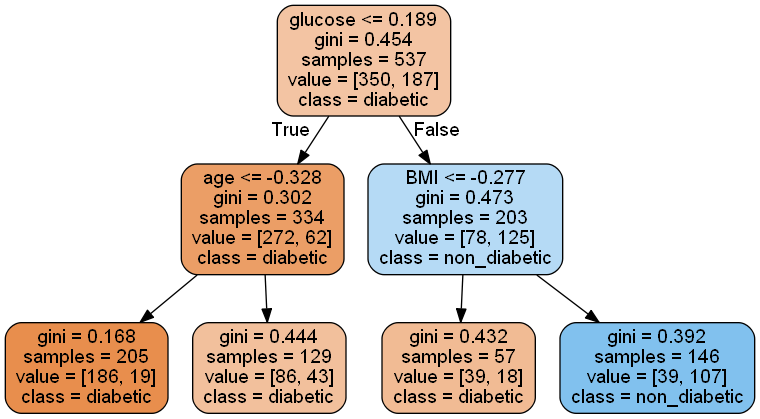 glucose <= 0.189
gini = 0.454
samples = 537
value = [350, 187]
class = diabetic
True
False
age <= -0.328
gini = 0.302
samples = 334
value = [272, 62]
class = diabetic
BMI <= -0.277
gini = 0.473
samples = 203
value = [78, 125]
class = non_diabetic
gini = 0.168
samples = 205
value = [186, 19]
class = diabetic
gini = 0.444
samples = 129
value = [86, 43]
class = diabetic
gini = 0.432
samples = 57
value = [39, 18]
class = diabetic
gini = 0.392
samples = 146
value = [39, 107]
class = non_diabetic